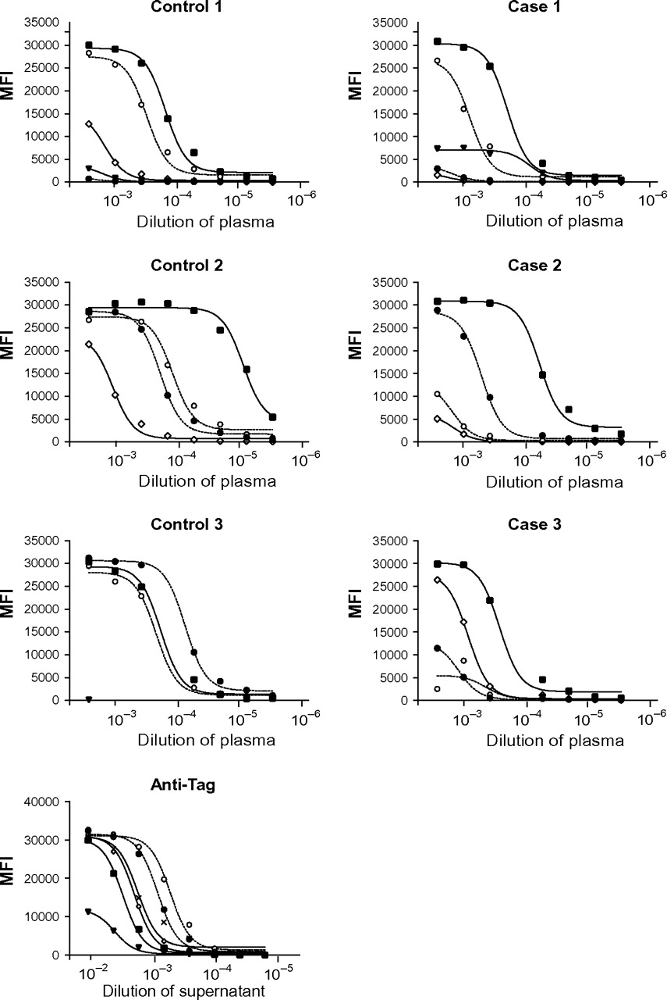 Control 1
MFI
35000
30000
25000
20000
15000
10000
5000
0
10−3 10−4 10−5 10−6
Dilution of plasma
Case 1
MFI
35000
30000
25000
20000
15000
10000
5000
0
10−3 10−4 10−5 10−6
Dilution of plasma
Control 2
MFI
35000
30000
25000
20000
15000
10000
5000
0
10−3 10−4 10−5 10−6
Dilution of plasma
Case 2
MFI
35000
30000
25000
20000
15000
10000
5000
0
10−3 10−4 10−5 10−6
Dilution of plasma
Control 3
MFI
35000
30000
25000
20000
15000
10000
5000
0
10−3 10−4 10−5 10−6
Dilution of plasma
Case 3
MFI
35000
30000
25000
20000
15000
10000
5000
0
10−3 10−4 10−5 10−6
Dilution of plasma
Anti-Tag
MFI
40000
30000
20000
10000
0
10−2 10−3 10−4 10−5
Dilution of supernatant